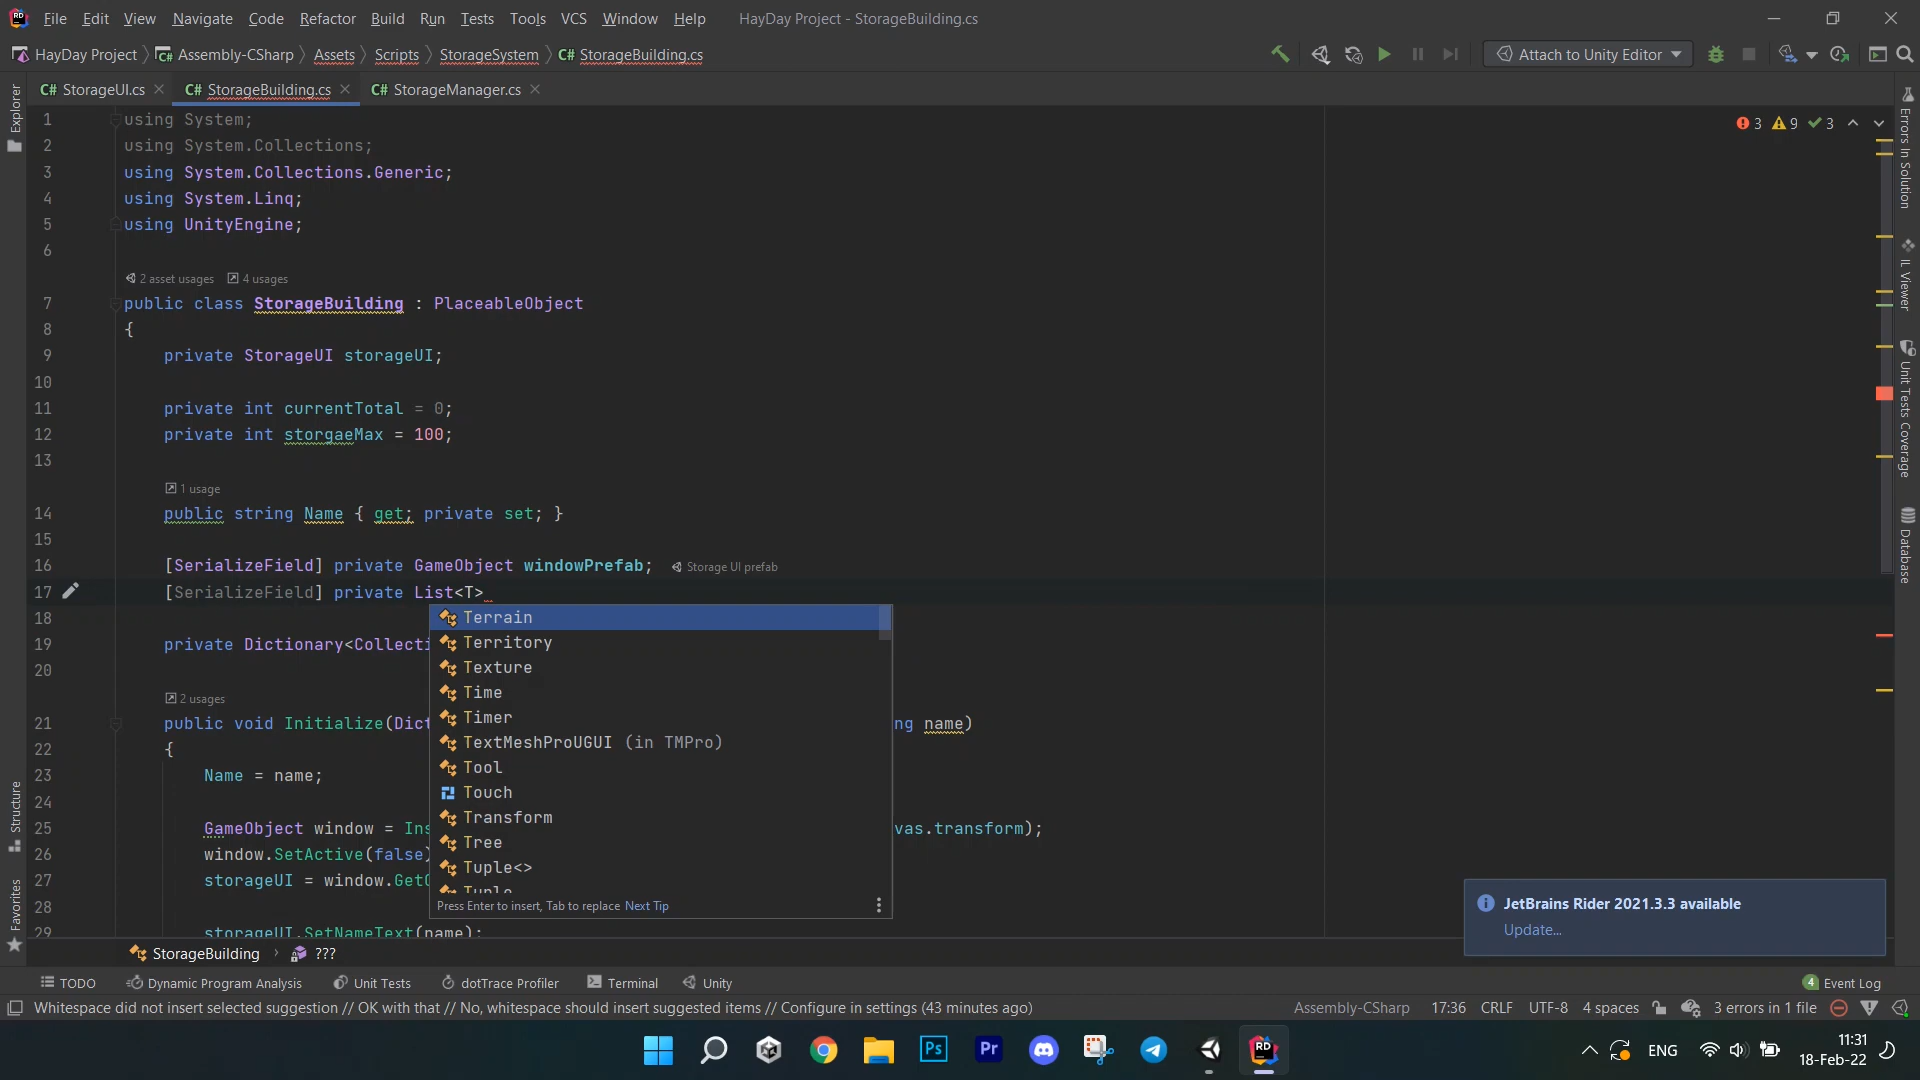 File Edit View Navigate Code Refactor Build Run Tests Tools VCS Window Help HayDay Project - StorageBuilding.cs
HayDay Project Assembly-CSharp Assets Scripts StorageSystem C# StorageBuilding.cs Attach to Unity Editor
C# StorageUI.cs C# StorageBuilding.cs C# StorageManager.cs
Explorer
3 9 3
1 using System;
2 using System.Collections;
3 using System.Collections.Generic;
4 using System.Linq;
5 using UnityEngine;
6
2 asset usages 4 usages
7 public class StorageBuilding : PlaceableObject
8 {
9 private StorageUI storageUI;
10
11 private int currentTotal = 0;
12 private int storgaeMax = 100;
13
1 usage
14 public string Name { get; private set; }
15
16 [SerializeField] private GameObject windowPrefab; Storage UI prefab
17 [SerializeField] private List<T>
18
19 private Dictionary<Collecti
20
2 usages
21 public void Initialize(Dict ng name)
22 {
23 Name = name;
24
25 GameObject window = Ins vas.transform);
26 window.SetActive(false)
27 storageUI = window.GetC
28
29 storageUI.SetNameText(name);
Terrain
Territory
Texture
Time
Timer
TextMeshProUGUI (in TMPro)
Tool
Touch
Transform
Tree
Tuple<>
Tuple
Press Enter to insert, Tab to replace Next Tip
Errors In Solution
IL Viewer
Unit Tests Coverage
Database
Structure
Favorites
JetBrains Rider 2021.3.3 available
Update...
StorageBuilding ???
TODO Dynamic Program Analysis Unit Tests dotTrace Profiler Terminal Unity 4 Event Log
Whitespace did not insert selected suggestion // OK with that // No, whitespace should insert suggested items // Configure in settings (43 minutes ago) Assembly-CSharp 17:36 CRLF UTF-8 4 spaces 3 errors in 1 file
Ps Pr RD ENG 11:31
18-Feb-22